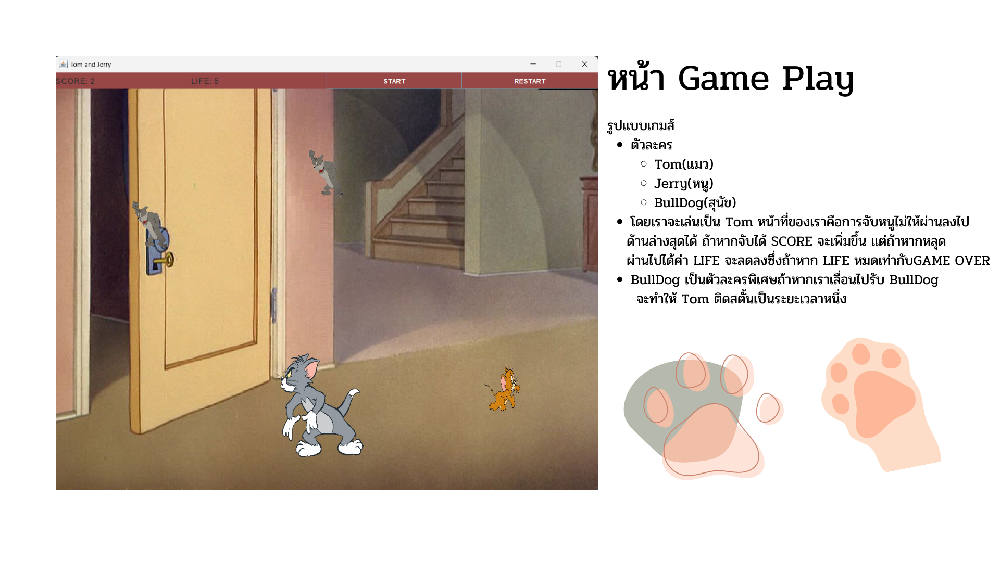 Tom and Jerry
SCORE: 2
LIFE: 5
START
RESTART
หน้า Game Play
รูปแบบเกมส์
ตัวละคร
Tom(แมว)
Jerry(หนู)
BullDog(สุนัข)
โดยเราจะเล่นเป็น Tom หน้าที่ของเราคือการจับหนูไม่ให้ผ่านลงไป
ด้านล่างสุดได้ ถ้าหากจับได้ SCORE จะเพิ่มขึ้น แต่ถ้าหากหลุด
ผ่านไปได้ค่า LIFE จะลดลงซึ่งถ้าหาก LIFE หมดเท่ากับGAME OVER
BullDog เป็นตัวละครพิเศษถ้าหากเราเลื่อนไปรับ BullDog
จะทำให้ Tom ติดสตั้นเป็นระยะเวลาหนึ่ง